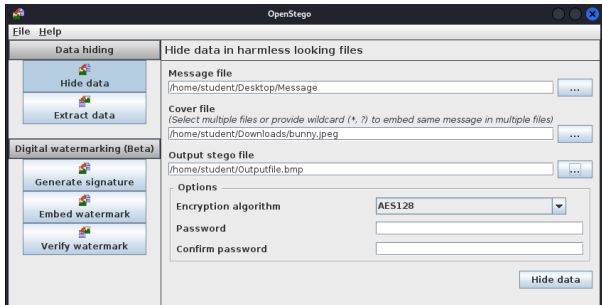 OpenStego
File Help
Data hiding
Hide data
Extract data
Digital watermarking (Beta)
Generate signature
Embed watermark
Verify watermark
Hide data in harmless looking files
Message file
/home/student/Desktop/Message
...
Cover file
(Select multiple files or provide wildcard (*, ?) to embed same message in multiple files)
/home/student/Downloads/bunny.jpeg
...
Output stego file
/home/student/Outputfile.bmp
...
Options
Encryption algorithm AES128
Password
Confirm password
Hide data